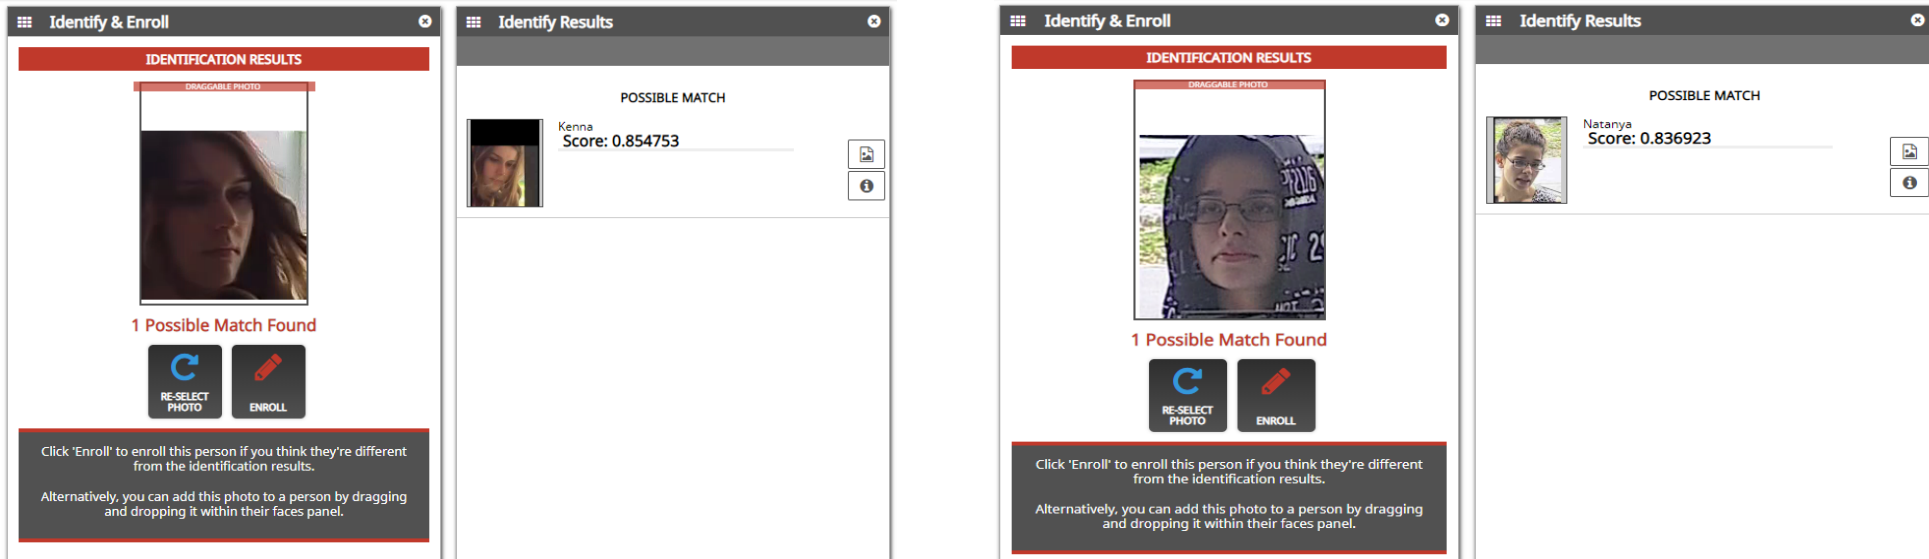 Identify & Enroll
IDENTIFICATION RESULTS
DRAGGABLE PHOTO
1 Possible Match Found
RE-SELECT
PHOTO
ENROLL
Click 'Enroll' to enroll this person if you think they're different
from the identification results.
Alternatively, you can add this photo to a person by dragging
and dropping it within their faces panel.
Identify Results
POSSIBLE MATCH
Kenna
Score: 0.854753
Identify & Enroll
IDENTIFICATION RESULTS
DRAGGABLE PHOTO
1 Possible Match Found
RE-SELECT
PHOTO
ENROLL
Click 'Enroll' to enroll this person if you think they're different
from the identification results.
Alternatively, you can add this photo to a person by dragging
and dropping it within their faces panel.
Identify Results
POSSIBLE MATCH
Natanya
Score: 0.836923